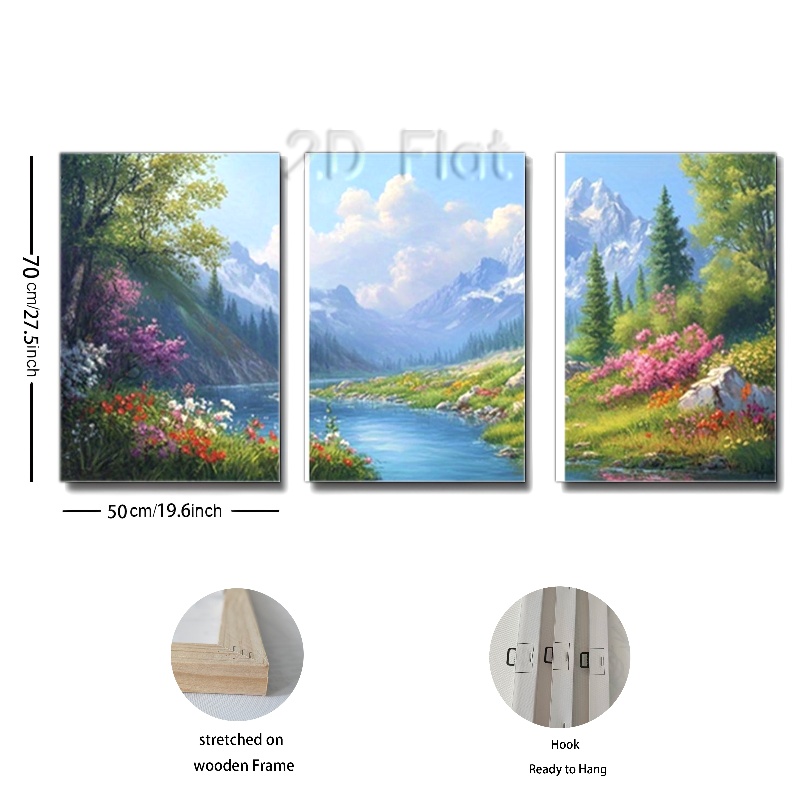 2D Flat
70 cm/27.5inch
50cm/19.6inch
stretched on
wooden Frame
Hook
Ready to Hang